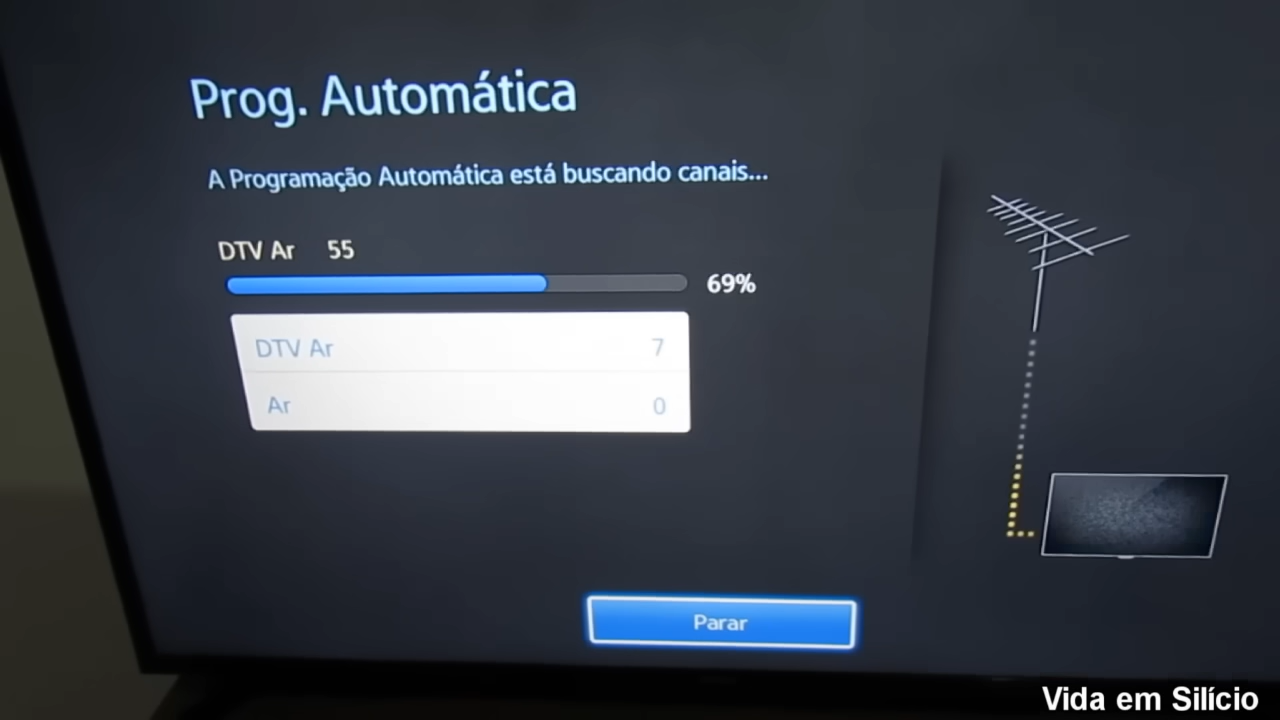 Prog. Automática
A Programação Automática está buscando canais...
DTV Ar 55
69%
DTV Ar 7
Ar 0
Parar
Vida em Silício